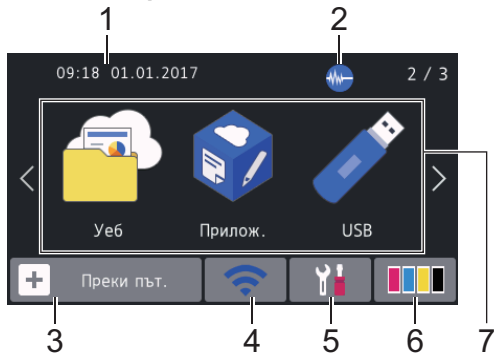 1 2
09:18 01.01.2017 2 / 3
Уеб Прилож. USB
Преки път.
3 4 5 6 7